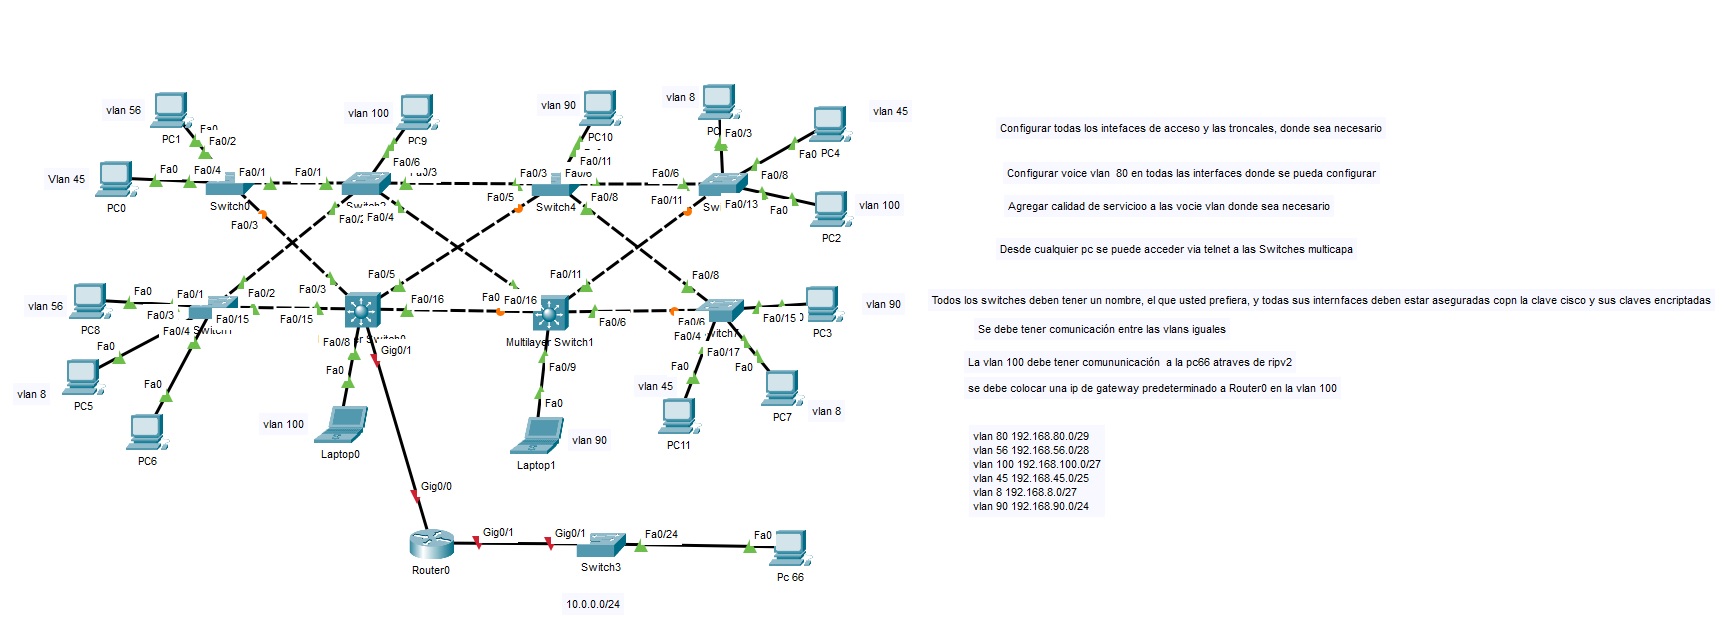 vlan 56
PC1
Fa0/2
Vlan 45
PC0
Fa0
Fa0/4
Fa0/1
Switch0
Fa0/3
vlan 100
PC9
Fa0/6
Fa0/1
Fa0/4
vlan 90
PC10
Fa0/11
Fa0/3
Fa0/5
Switch4
Fa0/8
vlan 8
Fa0/3
vlan 45
Fa0
PC4
Fa0/8
Fa0/6
Fa0/11
Fa0/13
Fa0
vlan 100
PC2
vlan 56
PC8
Fa0
Fa0/1
Fa0/3
Fa0/4
Fa0/2
Fa0/15
Fa0
vlan 8
PC5
Fa0
PC6
Fa0/3
Fa0/5
Fa0/15
Fa0/16
Fa0/8
Gig0/1
Fa0
vlan 100
Laptop0
Fa0/11
Fa0/16
Fa0/6
Multilayer Switch1
Fa0/9
Fa0
vlan 90
Laptop1
Fa0/8
Fa0/6
Fa0/4
Fa0/15
Fa0/17
PC3
vlan 90
Fa0
Fa0
vlan 45
PC11
PC7
vlan 8
Gig0/0
Router0
Gig0/1
Gig0/1
Switch3
Fa0/24
Fa0
Pc 66
10.0.0.0/24
Configurar todas los intefaces de acceso y las troncales, donde sea necesario
Configurar voice vlan 80 en todas las interfaces donde se pueda configurar
Agregar calidad de servicioo a las vocie vlan donde sea necesario
Desde cualquier pc se puede acceder via telnet a las Switches multicapa
Todos los switches deben tener un nombre, el que usted prefiera, y todas sus internfaces deben estar aseguradas copn la clave cisco y sus claves encriptadas
Se debe tener comunicación entre las vlans iguales
La vlan 100 debe tener comununicación a la pc66 atraves de ripv2
se debe colocar una ip de gateway predeterminado a Router0 en la vlan 100
vlan 80 192.168.80.0/29
vlan 56 192.168.56.0/28
vlan 100 192.168.100.0/27
vlan 45 192.168.45.0/25
vlan 8 192.168.8.0/27
vlan 90 192.168.90.0/24